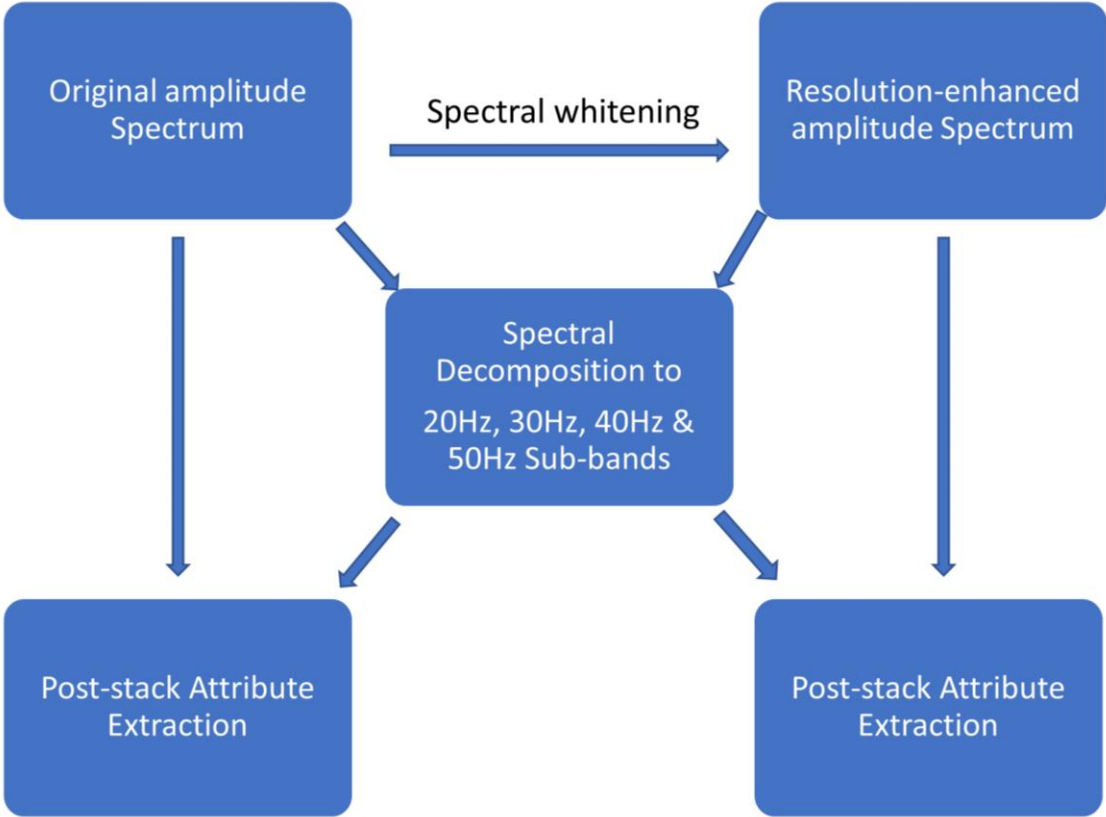 Original amplitude
Spectrum
Spectral whitening
Resolution-enhanced
amplitude Spectrum
Spectral
Decomposition to
20Hz, 30Hz, 40Hz &
50Hz Sub-bands
Post-stack Attribute
Extraction
Post-stack Attribute
Extraction